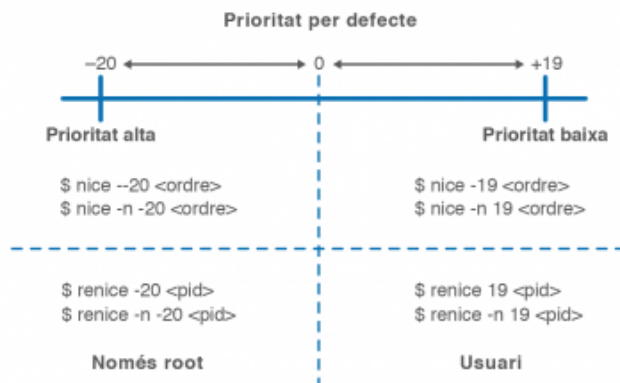 Prioritat per defecte
–20 0 +19
Prioritat alta Prioritat baixa
$ nice --20 <ordre> $ nice -19 <ordre>
$ nice -n -20 <ordre> $ nice -n 19 <ordre>
$ renice -20 <pid> $ renice 19 <pid>
$ renice -n -20 <pid> $ renice -n 19 <pid>
Només root Usuari